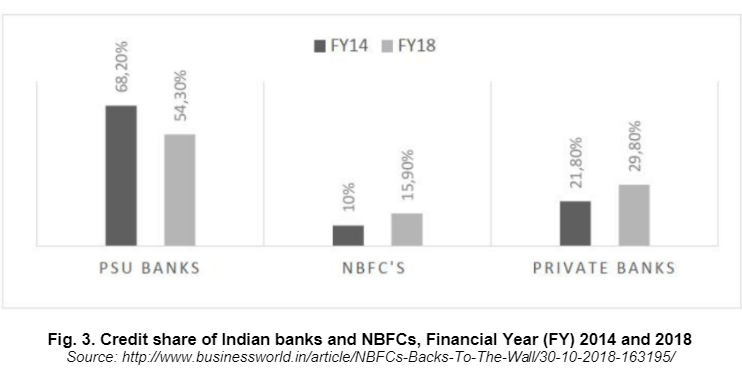 FY14 FY18
68,20%
54,30%
10%
15,90%
21,80%
29,80%
PSU BANKS NBFC'S PRIVATE BANKS
Fig. 3. Credit share of Indian banks and NBFCs, Financial Year (FY) 2014 and 2018
Source: http://www.businessworld.in/article/NBFCs-Backs-To-The-Wall/30-10-2018-163195/